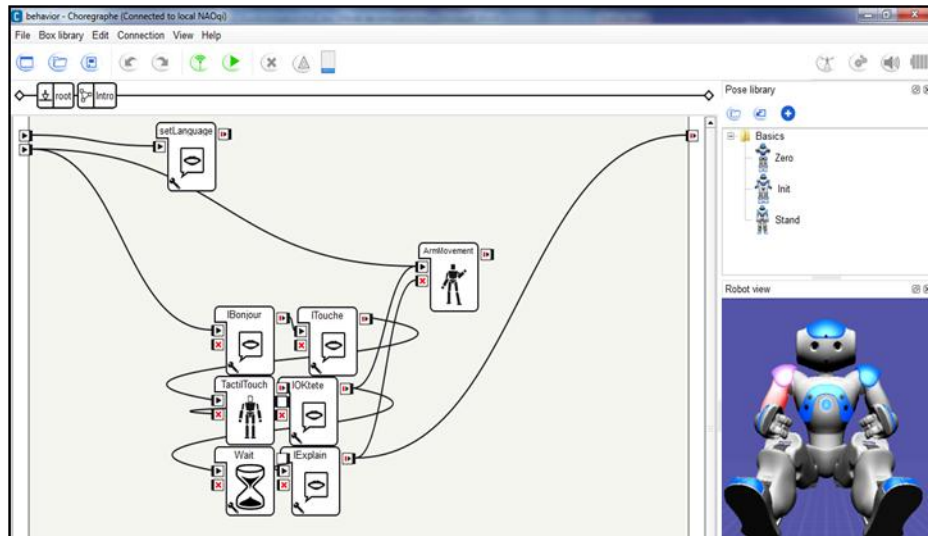 behavior - Choregraphe (Connected to local NAOqi)
File Box library Edit Connection View Help
root Intro
Pose library
Basics
Zero
Init
Stand
Robot view
setLanguage
ArmMovement
IBonjour ITouche
TactilTouch IOKtete
Wait IExplain